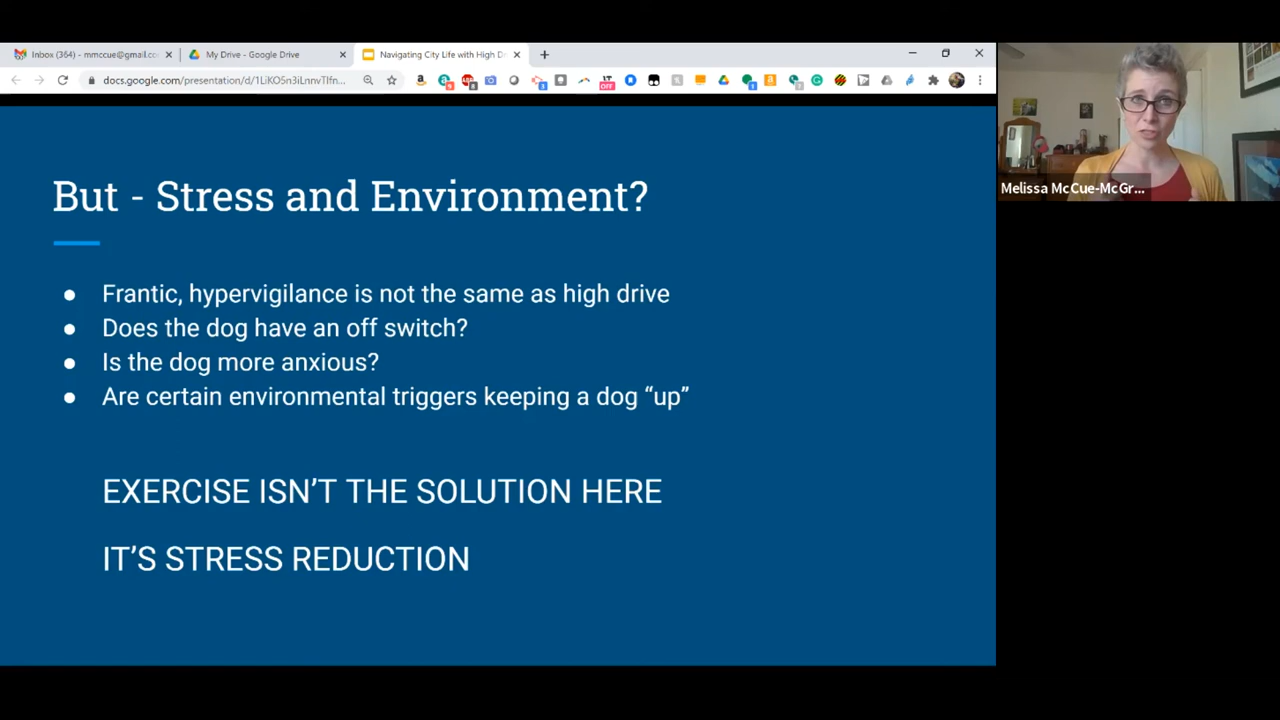 Inbox (364) - mmccue@gmail.co
My Drive - Google Drive
Navigating City Life with High D
docs.google.com/presentation/d/1LiKO5n3iLnnvTlfn...
OFF
But - Stress and Environment?
Melissa McCue-McGr...
● Frantic, hypervigilance is not the same as high drive
● Does the dog have an off switch?
● Is the dog more anxious?
● Are certain environmental triggers keeping a dog “up”
EXERCISE ISN’T THE SOLUTION HERE
IT’S STRESS REDUCTION